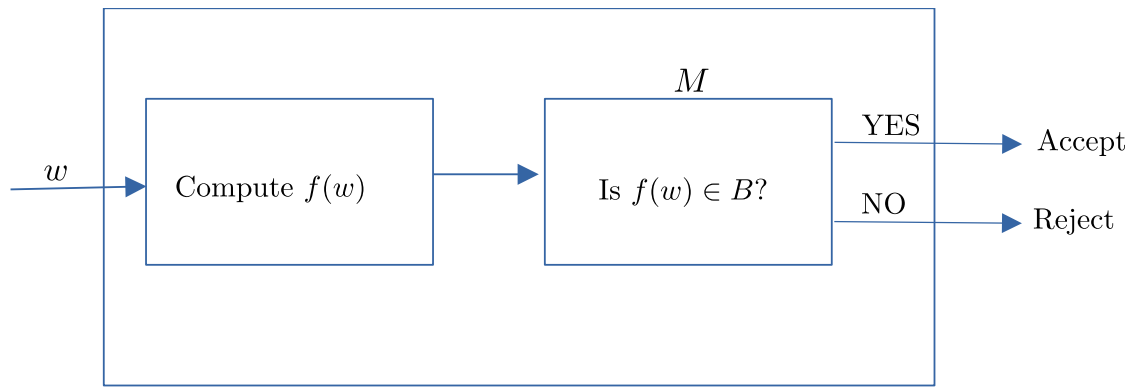 M
w
Compute f(w)
Is f(w) ∈ B?
YES
Accept
NO
Reject